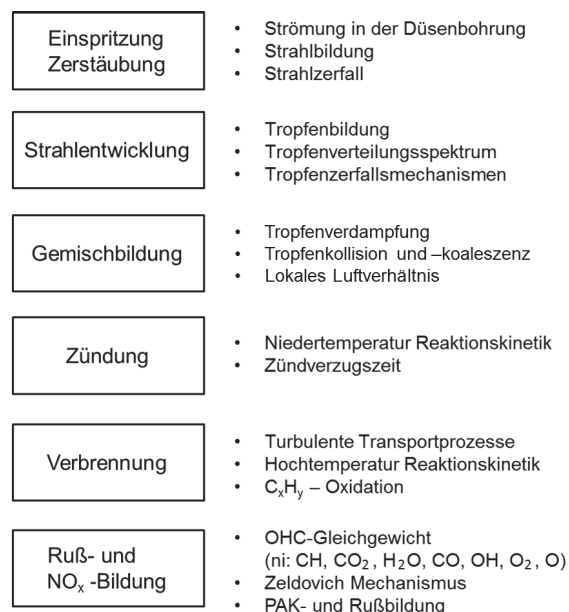 Einspritzung
Zerstäubung
• Strömung in der Düsenbohrung
• Strahlbildung
• Strahlzerfall
Strahlentwicklung
• Tropfenbildung
• Tropfenverteilungsspektrum
• Tropfenzerfallsmechanismen
Gemischbildung
• Tropfenverdampfung
• Tropfenkollision und –koaleszenz
• Lokales Luftverhältnis
Zündung
• Niedertemperatur Reaktionskinetik
• Zündverzugszeit
Verbrennung
• Turbulente Transportprozesse
• Hochtemperatur Reaktionskinetik
• CxHy – Oxidation
Ruß- und
NOx -Bildung
• OHC-Gleichgewicht
(ni: CH, CO2 , H2O, CO, OH, O2 , O)
• Zeldovich Mechanismus
• PAK- und Rußbildung